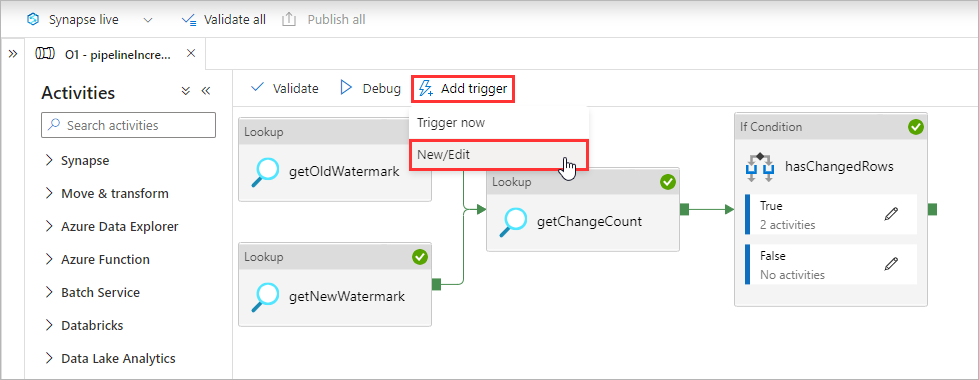 Synapse live
Validate all
Publish all
O1 - pipelineIncre...
Activities
Search activities
Synapse
Move & transform
Azure Data Explorer
Azure Function
Batch Service
Databricks
Data Lake Analytics
Validate
Debug
Add trigger
Trigger now
New/Edit
Lookup
getOldWatermark
Lookup
getNewWatermark
Lookup
getChangeCount
If Condition
hasChangedRows
True
2 activities
False
No activities